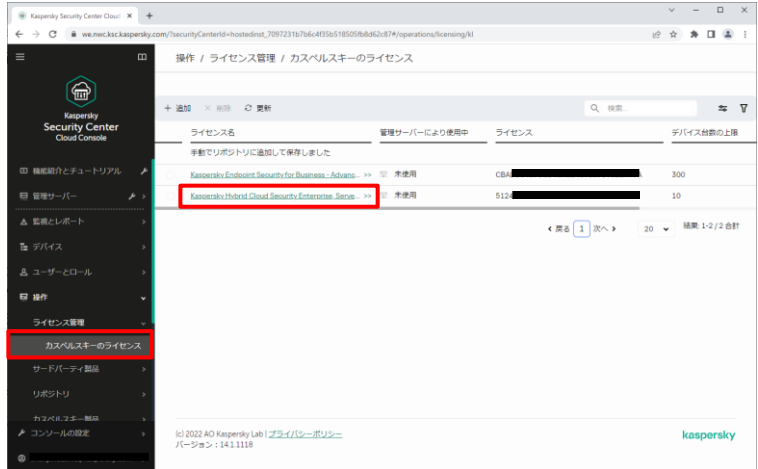 Kaspersky Security Center Cloud
we.nwc.ksc.kaspersky.com/?securityCenterId=hostedinst_7097231b7b6c4f35b518505fb8d62c87#/operations/licensing/kl
操作 / ライセンス管理 / カスペルスキーのライセンス
Kaspersky
Security Center
Cloud Console
追加 削除 更新
検索...
ライセンス名 管理サーバーにより使用中 ライセンス デバイス台数の上限
手動でリポジトリに追加して保存しました
Kaspersky Endpoint Security for Business - Advanc... >> 未使用 CBA 300
Kaspersky Hybrid Cloud Security Enterprise, Serve... >> 未使用 5124 10
戻る 1 次へ 20 結果: 1-2 / 2 合計
機能紹介とチュートリアル
管理サーバー
監視とレポート
デバイス
ユーザーとロール
操作
ライセンス管理
カスペルスキーのライセンス
サードパーティ製品
リポジトリ
カスペルスキー製品
コンソールの設定
(c) 2022 AO Kaspersky Lab | プライバシーポリシー
バージョン : 14.1.1118
kaspersky